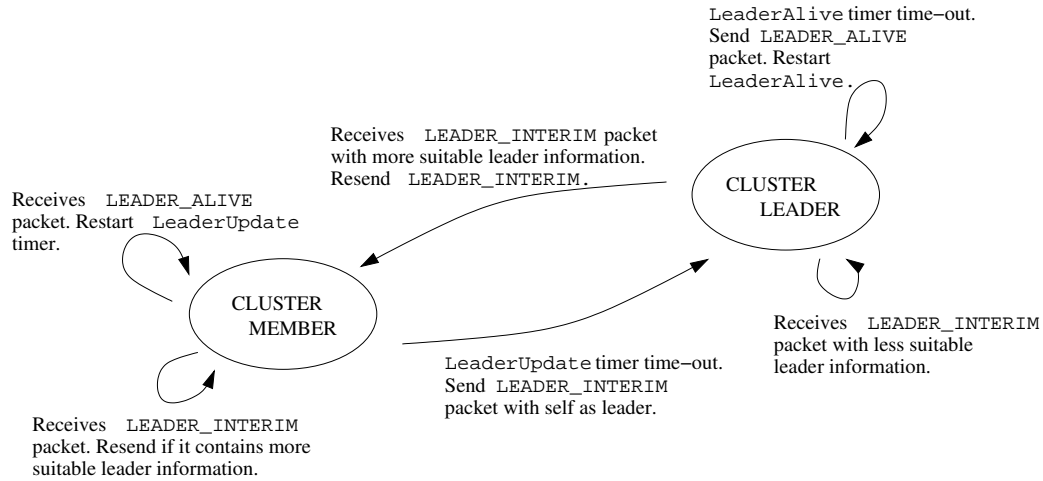 LeaderAlive timer time−out.
Send LEADER_ALIVE
packet. Restart
LeaderAlive.
Receives LEADER_INTERIM packet
with more suitable leader information.
Resend LEADER_INTERIM.
CLUSTER
LEADER
Receives LEADER_ALIVE
packet. Restart LeaderUpdate
timer.
CLUSTER
MEMBER
Receives LEADER_INTERIM
packet with less suitable
leader information.
LeaderUpdate timer time−out.
Send LEADER_INTERIM
packet with self as leader.
Receives LEADER_INTERIM
packet. Resend if it contains more
suitable leader information.